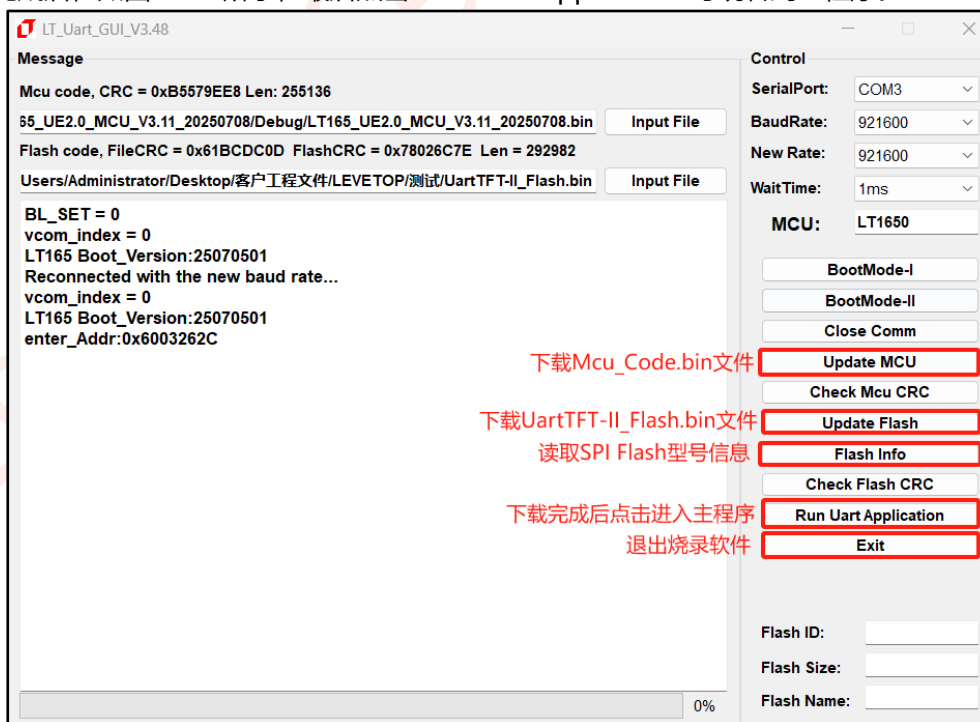 LT_Uart_GUI_V3.48
Message
Mcu code, CRC = 0xB5579EE8 Len: 255136
65_UE2.0_MCU_V3.11_20250708/Debug/LT165_UE2.0_MCU_V3.11_20250708.bin Input File
Flash code, FileCRC = 0x61BCDC0D FlashCRC = 0x78026C7E Len = 292982
Users/Administrator/Desktop/客户工程文件/LEVETOP/测试/UartTFT-II_Flash.bin Input File
BL_SET = 0
vcom_index = 0
LT165 Boot_Version:25070501
Reconnected with the new baud rate...
vcom_index = 0
LT165 Boot_Version:25070501
enter_Addr:0x6003262C
下载Mcu_Code.bin文件
下载UartTFT-II_Flash.bin文件
读取SPI Flash型号信息
下载完成后点击进入主程序
退出烧录软件
0%
Control
SerialPort: COM3
BaudRate: 921600
New Rate: 921600
WaitTime: 1ms
MCU: LT1650
BootMode-I
BootMode-II
Close Comm
Update MCU
Check Mcu CRC
Update Flash
Flash Info
Check Flash CRC
Run Uart Application
Exit
Flash ID:
Flash Size:
Flash Name: